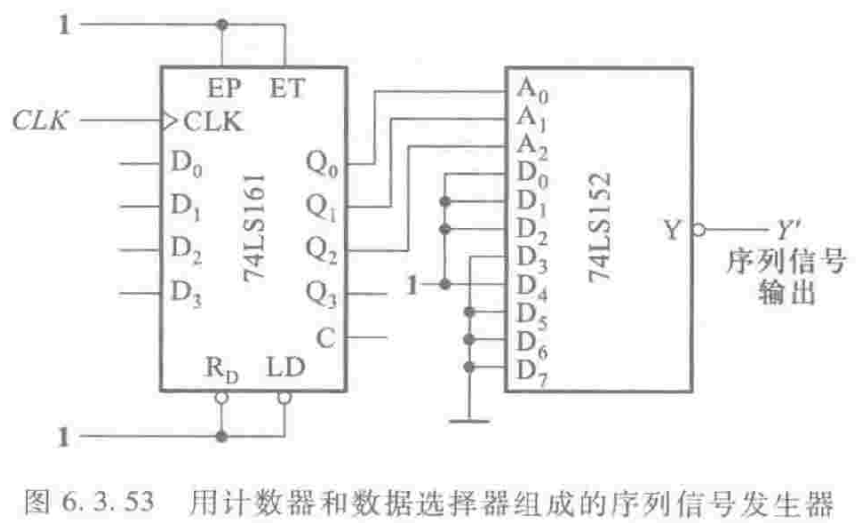 1
EP ET
CLK
CLK
D₀
D₁
D₂
D₃
74LS161
Q₀
Q₁
Q₂
Q₃
C
R_D LD
1
A₀
A₁
A₂
D₀
D₁
D₂
D₃
D₄
D₅
D₆
D₇
1
74LS152
Y
Y'
序列信号
输出
图 6.3.53 用计数器和数据选择器组成的序列信号发生器